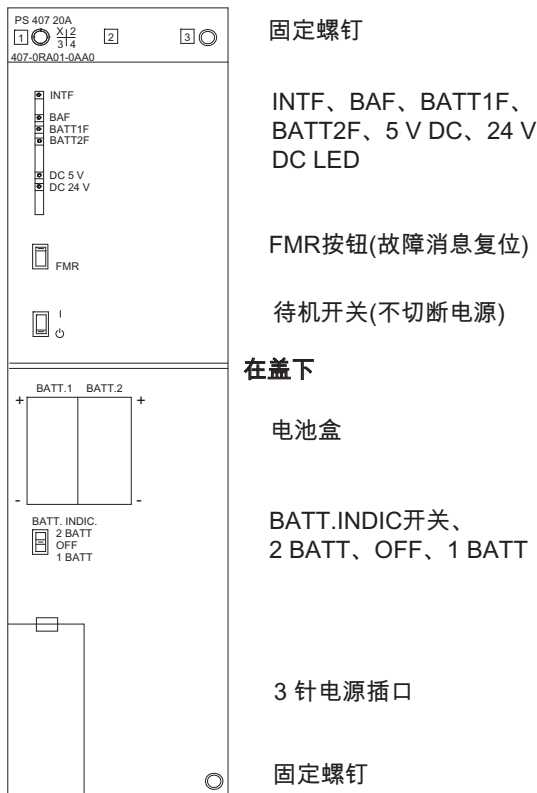 PS 407 20A
1 X 2
3 4
2
3
407-0RA01-0AA0
固定螺钉
INTF
BAF
BATT1F
BATT2F
DC 5 V
DC 24 V
INTF、BAF、BATT1F、
BATT2F、5 V DC、24 V
DC LED
FMR
FMR按钮(故障消息复位)
I
待机开关(不切断电源)
在盖下
BATT.1 BATT.2
+ +
- -
电池盒
BATT. INDIC.
2 BATT
OFF
1 BATT
BATT.INDIC开关、
2 BATT、OFF、1 BATT
3 针电源插口
固定螺钉